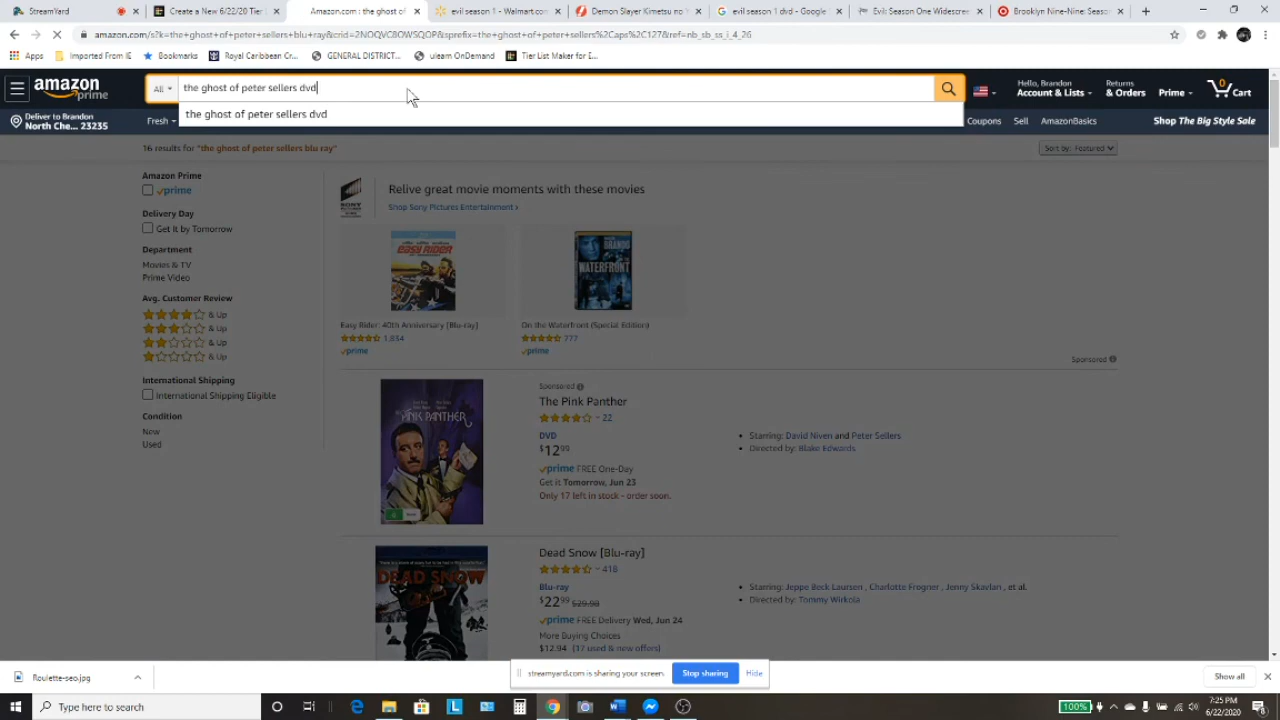 StreamYard
Create a New 6/22/20 Tier List
Amazon.com : the ghost of
evil season 1 - Walmart.com
Demon Slayer Kimetsu no
evil season 1 dvd - Google
Evil: Season One Widescreen
Brooklyn Nine-Nine: Season
amazon.com/s?k=the+ghost+of+peter+sellers+blu+ray&crid=2NOQVC8OWSQOP&sprefix=the+ghost+of+peter+sellers%2Caps%2C127&ref=nb_sb_ss_i_4_26
Apps
Bookmarks
Imported From IE
Bookmarks
Royal Caribbean Cr...
GENERAL DISTRICT...
ulearn OnDemand
Tier List Maker for I...
amazon prime
All
the ghost of peter sellers dvd
Hello, Brandon
Account & Lists
Returns
& Orders
Prime
0
Cart
the ghost of peter sellers dvd
Deliver to Brandon
North Che... 23235
Fresh
Coupons
Sell
AmazonBasics
Shop The Big Style Sale
16 results for "the ghost of peter sellers blu ray"
Sort by: Featured
Amazon Prime
prime
Delivery Day
Get It by Tomorrow
Department
Movies & TV
Prime Video
Avg. Customer Review
& Up
& Up
& Up
& Up
International Shipping
International Shipping Eligible
Condition
New
Used
Relive great movie moments with these movies
Shop Sony Pictures Entertainment ›
EASY RIDER
BRANDO
WATERFRONT
Easy Rider: 40th Anniversary [Blu-ray]
1,834
prime
On the Waterfront (Special Edition)
777
prime
Sponsored
Sponsored
PINK PANTHER
The Pink Panther
22
DVD
$12.99
prime FREE One-Day
Get it Tomorrow, Jun 23
Only 17 left in stock - order soon.
Starring: David Niven and Peter Sellers
Directed by: Blake Edwards
DEAD SNOW
Dead Snow [Blu-ray]
418
Blu-ray
$22.99 $29.98
prime FREE Delivery Wed, Jun 24
More Buying Choices
$12.94 (17 used & new offers)
Starring: Jeppe Beck Laursen , Charlotte Frogner , Jenny Skavlan , et al.
Directed by: Tommy Wirkola
Roulette-seo.jpg
streamyard.com is sharing your screen.
Stop sharing
Hide
Show all
Type here to search
100%
7:25 PM
6/22/2020